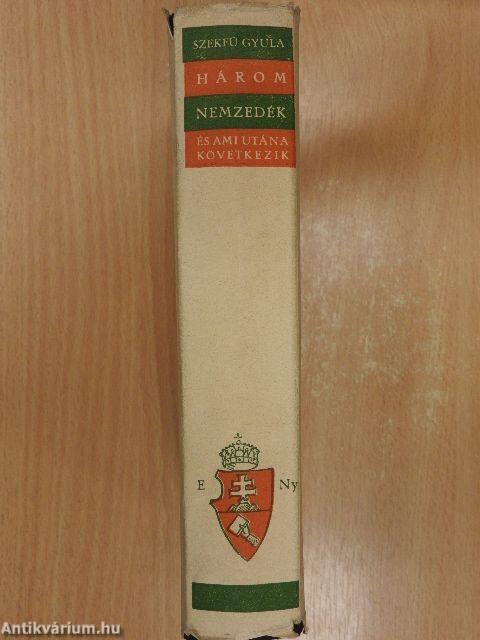 SZEKFŰ GYULA
HÁROM
NEMZEDÉK
ÉS AMI UTÁNA
KÖVETKEZIK
E Ny
Antikvárium.hu